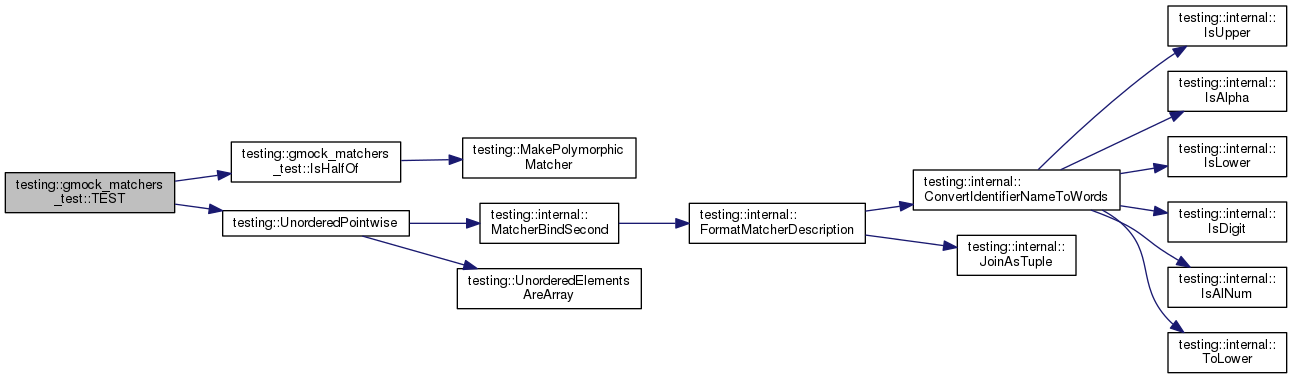 testing::gmock_matchers
_test::TEST
testing::gmock_matchers
_test::IsHalfOf
testing::MakePolymorphic
Matcher
testing::UnorderedPointwise
testing::internal::
MatcherBindSecond
testing::UnorderedElements
AreArray
testing::internal::
FormatMatcherDescription
testing::internal::
ConvertIdentifierNameToWords
testing::internal::
JoinAsTuple
testing::internal::
IsUpper
testing::internal::
IsAlpha
testing::internal::
IsLower
testing::internal::
IsDigit
testing::internal::
IsAlNum
testing::internal::
ToLower